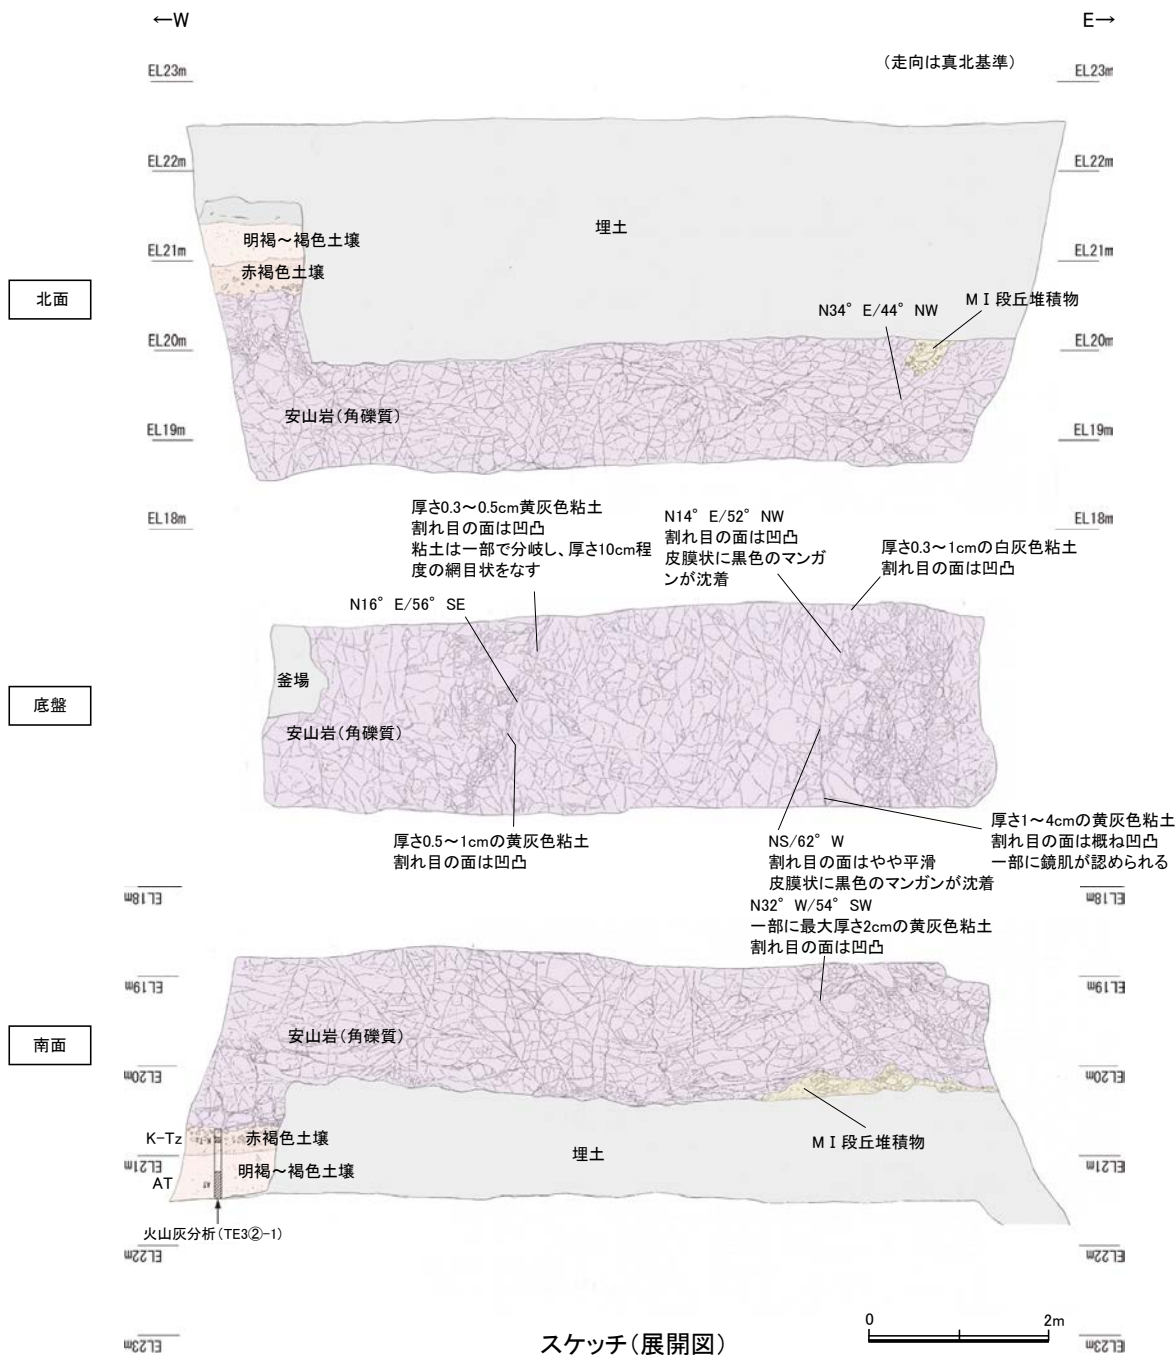 ←W
E→
(走向は真北基準)
EL23m
EL23m
EL22m
EL22m
EL21m
EL21m
EL20m
EL20m
EL19m
EL19m
EL18m
EL18m
北面
埋土
明褐~褐色土壌
赤褐色土壌
MⅠ段丘堆積物
N34°E/44°NW
安山岩(角礫質)
厚さ0.3~0.5cm黄灰色粘土
割れ目の面は凹凸
粘土は一部で分岐し、厚さ10cm程
度の網目状をなす
N14°E/52°NW
割れ目の面は凹凸
皮膜状に黒色のマンガ
ンが沈着
厚さ0.3~1cmの白灰色粘土
割れ目の面は凹凸
N16°E/56°SE
底盤
釜場
安山岩(角礫質)
厚さ0.5~1cmの黄灰色粘土
割れ目の面は凹凸
NS/62°W
割れ目の面はやや平滑
皮膜状に黒色のマンガンが沈着
厚さ1~4cmの黄灰色粘土
割れ目の面は概ね凹凸
一部に鏡肌が認められる
N32°W/54°SW
一部に最大厚さ2cmの黄灰色粘土
割れ目の面は凹凸
EL18m
EL18m
EL19m
EL19m
EL20m
EL20m
EL21m
EL21m
EL22m
EL22m
EL23m
EL23m
南面
安山岩(角礫質)
K-Tz
K-Tz
赤褐色土壌
AT
AT
明褐~褐色土壌
埋土
MⅠ段丘堆積物
火山灰分析(TE3②-1)
スケッチ(展開図)
0
2m